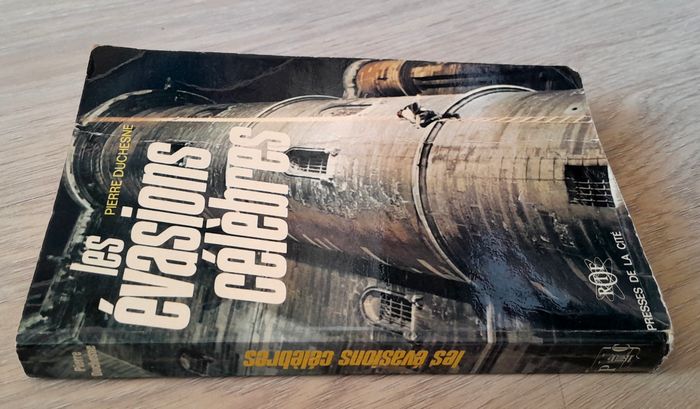 PIERRE DUCHESNE
les
évasions
célèbres
PRESSES DE LA CITÉ
Pierre
Duchesne
les évasions célèbres